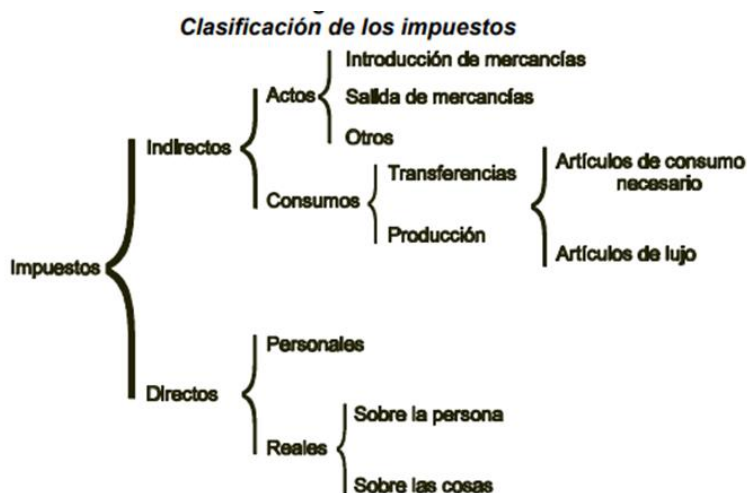 Clasificación de los impuestos
Introducción de mercancías
Actos
Salida de mercancías
Otros
Indirectos
Transferencias
Consumos
Producción
Artículos de consumo
necesario
Artículos de lujo
Impuestos
Personales
Directos
Sobre la persona
Reales
Sobre las cosas